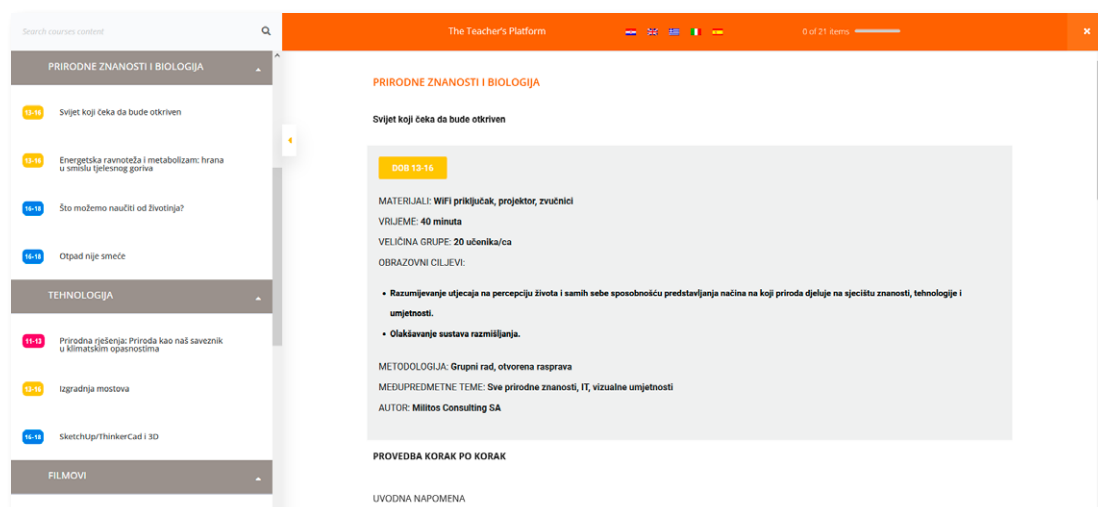 Search courses content
The Teacher's Platform
0 of 21 items
PRIRODNE ZNANOSTI I BIOLOGIJA
13-16
Svijet koji čeka da bude otkriven
13-16
Energetska ravnoteža i metabolizam: hrana
u smislu tjelesnog goriva
16-18
Što možemo naučiti od životinja?
16-18
Otpad nije smeće
TEHNOLOGIJA
11-13
Prirodna rješenja: Priroda kao naš saveznik
u klimatskim opasnostima
13-16
Izgradnja mostova
16-18
SketchUp/ThinkerCad i 3D
FILMOVI
PRIRODNE ZNANOSTI I BIOLOGIJA
Svijet koji čeka da bude otkriven
DOB 13-16
MATERIJALI: WiFi priključak, projektor, zvučnici
VRIJEME: 40 minuta
VELIČINA GRUPE: 20 učenika/ca
OBRAZOVNI CILJEVI:
• Razumijevanje utjecaja na percepciju života i samih sebe sposobnošću predstavljanja načina na koji priroda djeluje na sjecištu znanosti, tehnologije i
umjetnosti.
• Olakšavanje sustava razmišljanja.
METODOLOGIJA: Grupni rad, otvorena rasprava
MEĐUPREDMETNE TEME: Sve prirodne znanosti, IT, vizualne umjetnosti
AUTOR: Militos Consulting SA
PROVEDBA KORAK PO KORAK
UVODNA NAPOMENA